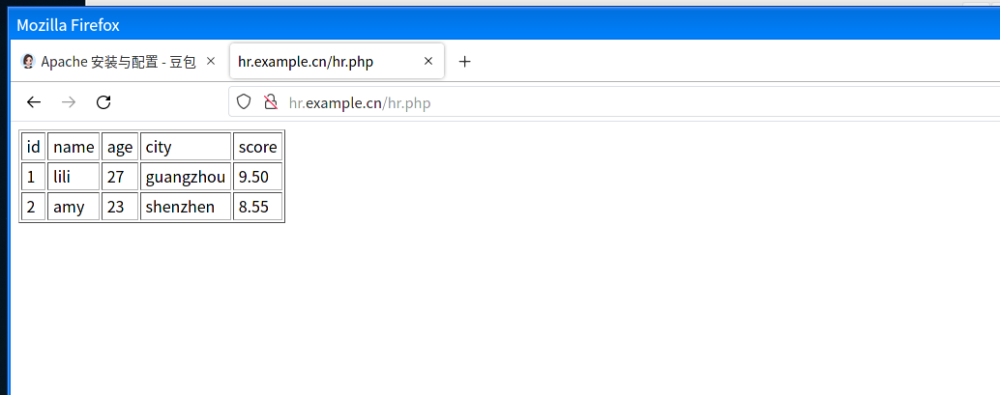 Mozilla Firefox
Apache 安装与配置 - 豆包
hr.example.cn/hr.php
hr.example.cn/hr.php
id name age city score
1 lili 27 guangzhou 9.50
2 amy 23 shenzhen 8.55